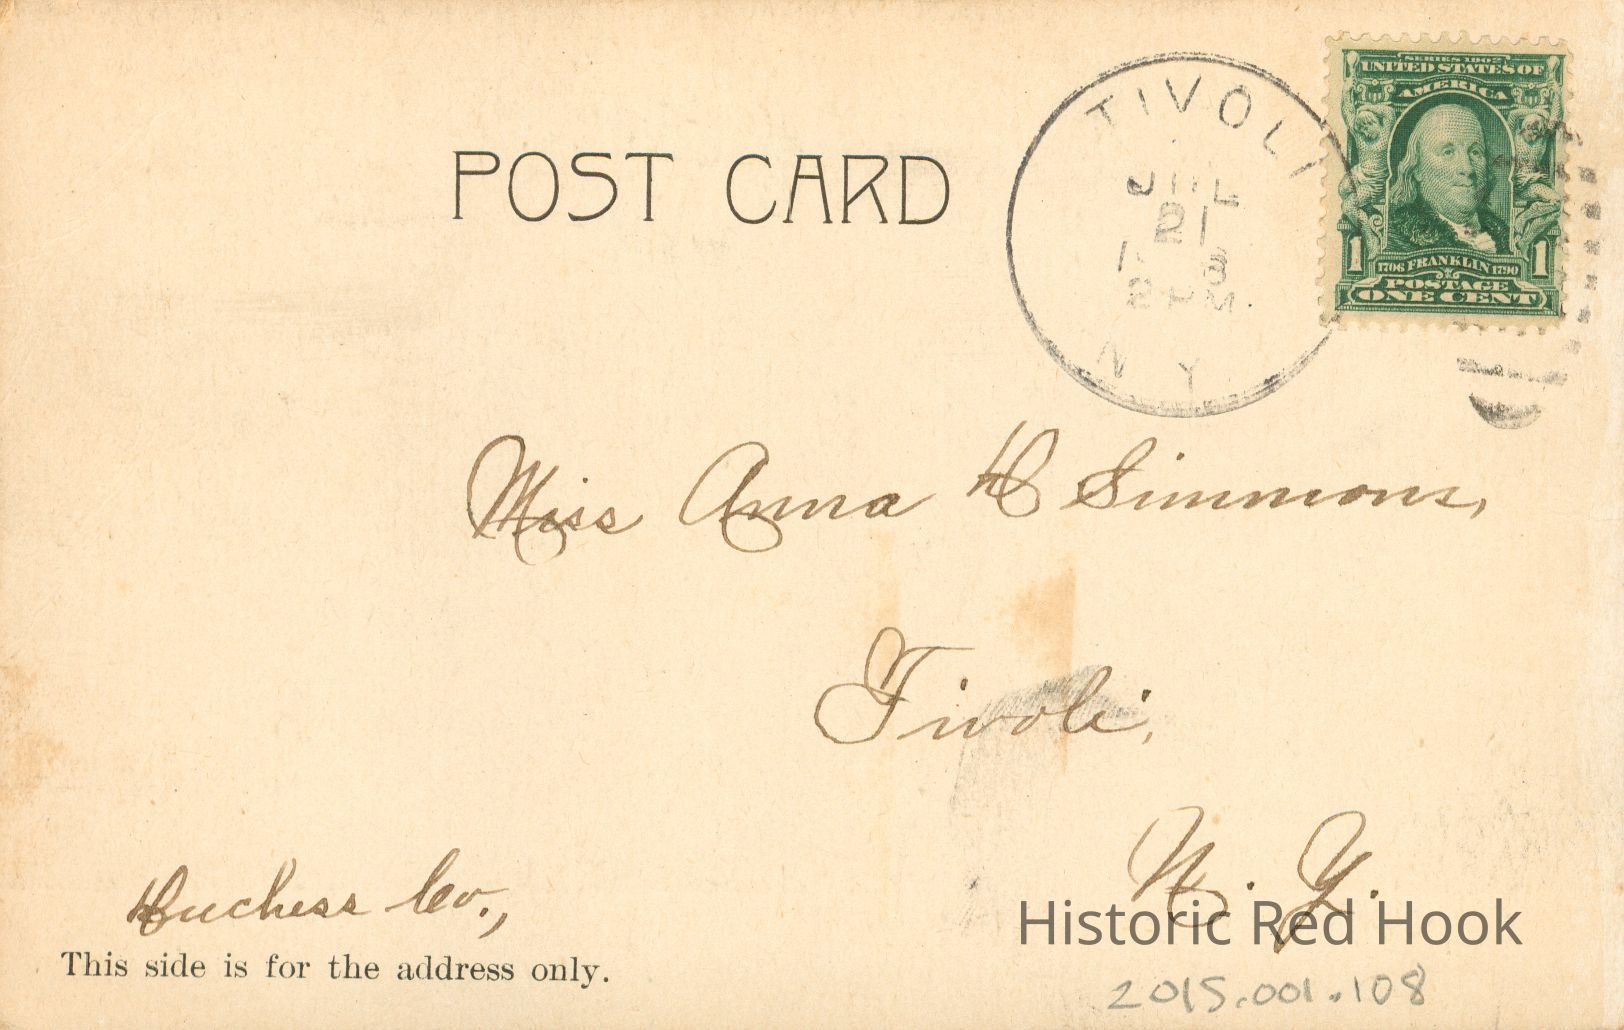 TIVOLI
JUL
21
2 PM
N Y
SERIES 1902
UNITED STATES OF
AMERICA
1 1
1706 FRANKLIN 1790
POSTAGE
ONE CENT
POST CARD
Miss Anna D Simmons,
Tivoli,
N. Y.
Duchess Co.,
This side is for the address only.
Historic Red Hook
2015.001.108